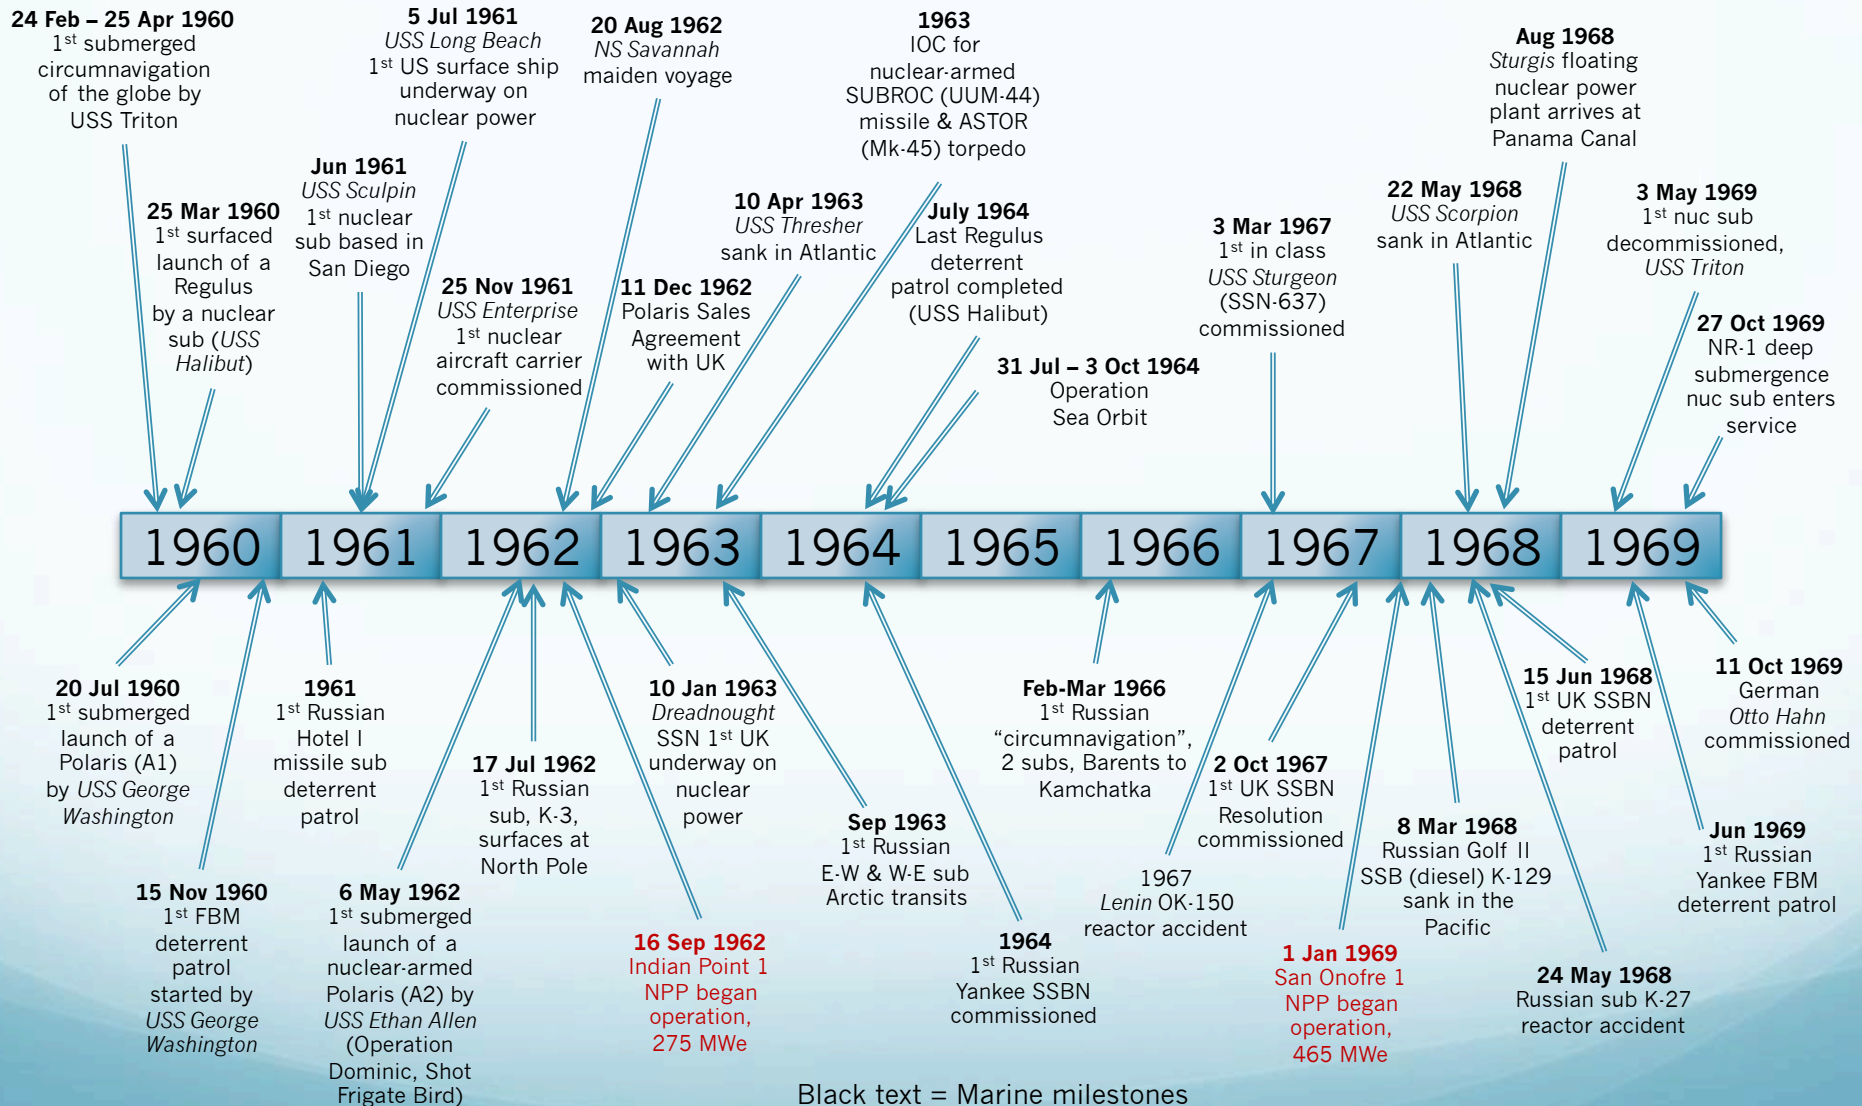 24 Feb – 25 Apr 1960
1st submerged
circumnavigation
of the globe by
USS Triton
25 Mar 1960
1st surfaced
launch of a
Regulus
by a nuclear
sub (USS
Halibut)
Jun 1961
USS Sculpin
1st nuclear
sub based in
San Diego
5 Jul 1961
USS Long Beach
1st US surface ship
underway on
nuclear power
25 Nov 1961
USS Enterprise
1st nuclear
aircraft carrier
commissioned
20 Aug 1962
NS Savannah
maiden voyage
11 Dec 1962
Polaris Sales
Agreement
with UK
10 Apr 1963
USS Thresher
sank in Atlantic
1963
IOC for
nuclear-armed
SUBROC (UUM-44)
missile & ASTOR
(Mk-45) torpedo
July 1964
Last Regulus
deterrent
patrol completed
(USS Halibut)
31 Jul – 3 Oct 1964
Operation
Sea Orbit
3 Mar 1967
1st in class
USS Sturgeon
(SSN-637)
commissioned
22 May 1968
USS Scorpion
sank in Atlantic
Aug 1968
Sturgis floating
nuclear power
plant arrives at
Panama Canal
3 May 1969
1st nuc sub
decommissioned,
USS Triton
27 Oct 1969
NR-1 deep
submergence
nuc sub enters
service
1960 1961 1962 1963 1964 1965 1966 1967 1968 1969
20 Jul 1960
1st submerged
launch of a
Polaris (A1)
by USS George
Washington
15 Nov 1960
1st FBM
deterrent
patrol
started by
USS George
Washington
1961
1st Russian
Hotel I
missile sub
deterrent
patrol
6 May 1962
1st submerged
launch of a
nuclear-armed
Polaris (A2) by
USS Ethan Allen
(Operation
Dominic, Shot
Frigate Bird)
17 Jul 1962
1st Russian
sub, K-3,
surfaces at
North Pole
16 Sep 1962
Indian Point 1
NPP began
operation,
275 MWe
10 Jan 1963
Dreadnought
SSN 1st UK
underway on
nuclear
power
Sep 1963
1st Russian
E-W & W-E sub
Arctic transits
1964
1st Russian
Yankee SSBN
commissioned
Feb-Mar 1966
1st Russian
“circumnavigation”,
2 subs, Barents to
Kamchatka
1967
Lenin OK-150
reactor accident
2 Oct 1967
1st UK SSBN
Resolution
commissioned
1 Jan 1969
San Onofre 1
NPP began
operation,
465 MWe
8 Mar 1968
Russian Golf II
SSB (diesel) K-129
sank in the
Pacific
24 May 1968
Russian sub K-27
reactor accident
15 Jun 1968
1st UK SSBN
deterrent
patrol
Jun 1969
1st Russian
Yankee FBM
deterrent patrol
11 Oct 1969
German
Otto Hahn
commissioned
Black text = Marine milestones